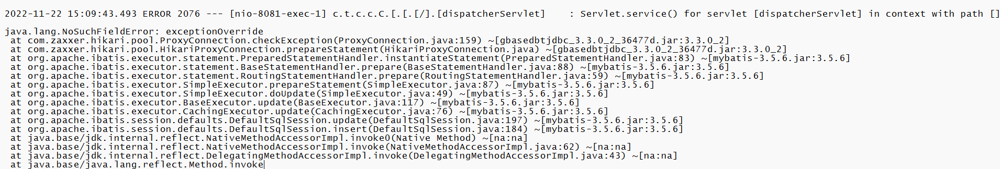 2022-11-22 15:09:43.493 ERROR 2076 --- [nio-8081-exec-1] c.t.c.c.C.[.[.[/].[dispatcherServlet]    : Servlet.service() for servlet [dispatcherServlet] in context with path []
java.lang.NoSuchFieldError: exceptionOverride
at com.zaxxer.hikari.pool.ProxyConnection.checkException(ProxyConnection.java:159) ~[gbasedbtjdbc_3.3.0_2_36477d.jar:3.3.0_2]
at com.zaxxer.hikari.pool.HikariProxyConnection.prepareStatement(HikariProxyConnection.java) ~[gbasedbtjdbc_3.3.0_2_36477d.jar:3.3.0_2]
at org.apache.ibatis.executor.statement.PreparedStatementHandler.instantiateStatement(PreparedStatementHandler.java:83) ~[mybatis-3.5.6.jar:3.5.6]
at org.apache.ibatis.executor.statement.BaseStatementHandler.prepare(BaseStatementHandler.java:88) ~[mybatis-3.5.6.jar:3.5.6]
at org.apache.ibatis.executor.statement.RoutingStatementHandler.prepare(RoutingStatementHandler.java:59) ~[mybatis-3.5.6.jar:3.5.6]
at org.apache.ibatis.executor.SimpleExecutor.prepareStatement(SimpleExecutor.java:87) ~[mybatis-3.5.6.jar:3.5.6]
at org.apache.ibatis.executor.SimpleExecutor.doUpdate(SimpleExecutor.java:49) ~[mybatis-3.5.6.jar:3.5.6]
at org.apache.ibatis.executor.BaseExecutor.update(BaseExecutor.java:117) ~[mybatis-3.5.6.jar:3.5.6]
at org.apache.ibatis.executor.CachingExecutor.update(CachingExecutor.java:76) ~[mybatis-3.5.6.jar:3.5.6]
at org.apache.ibatis.session.defaults.DefaultSqlSession.update(DefaultSqlSession.java:197) ~[mybatis-3.5.6.jar:3.5.6]
at org.apache.ibatis.session.defaults.DefaultSqlSession.insert(DefaultSqlSession.java:184) ~[mybatis-3.5.6.jar:3.5.6]
at java.base/jdk.internal.reflect.NativeMethodAccessorImpl.invoke0(Native Method) ~[na:na]
at java.base/jdk.internal.reflect.NativeMethodAccessorImpl.invoke(NativeMethodAccessorImpl.java:62) ~[na:na]
at java.base/jdk.internal.reflect.DelegatingMethodAccessorImpl.invoke(DelegatingMethodAccessorImpl.java:43) ~[na:na]
at java.base/java.lang.reflect.Method.invoke